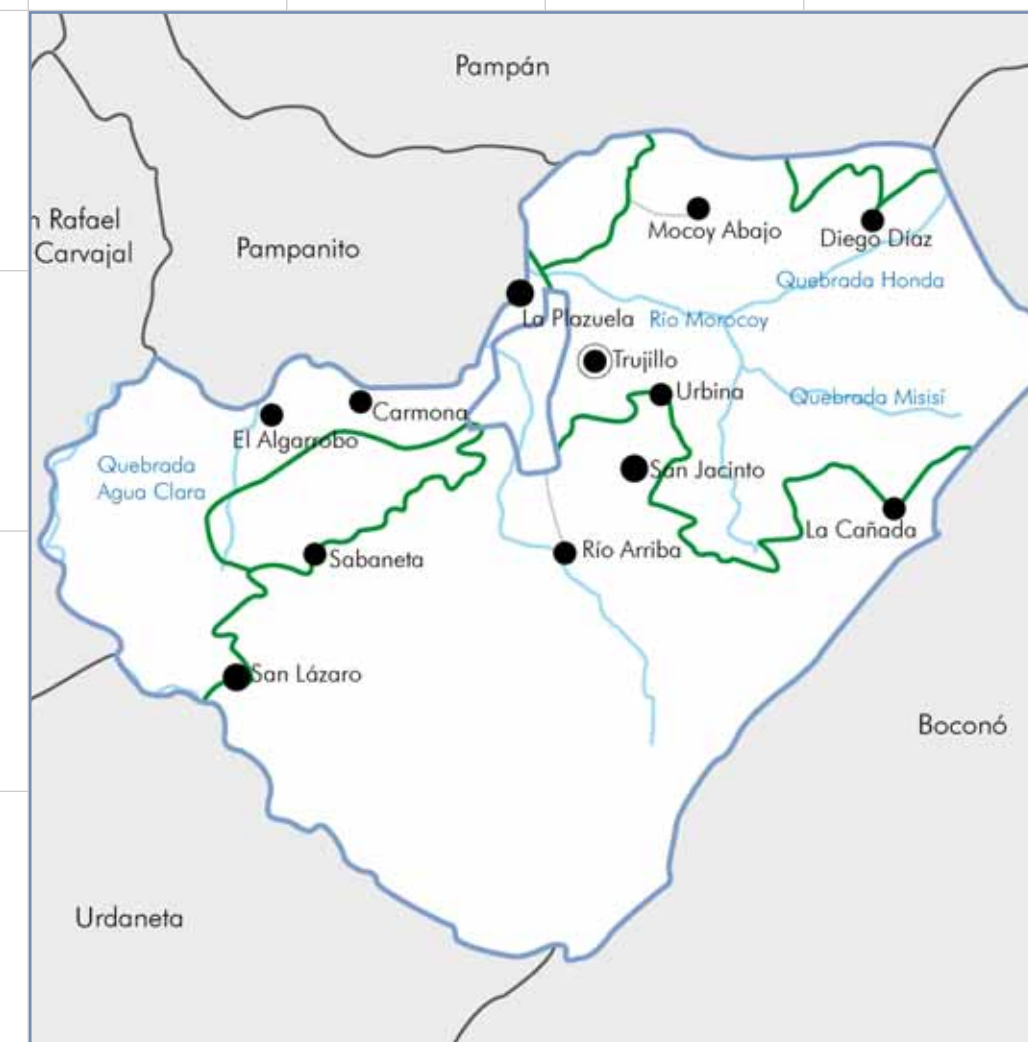 Pampán
n Rafael
Carvajal
Pampanito
Mocoy Abajo
Diego Díaz
Quebrada Honda
La Plazuela
Río Morocoy
Trujillo
Urbina
Quebrada Misisí
Carmona
El Algarrobo
Quebrada
Agua Clara
San Jacinto
La Cañada
Sabaneta
Río Arriba
San Lázaro
Boconó
Urdaneta